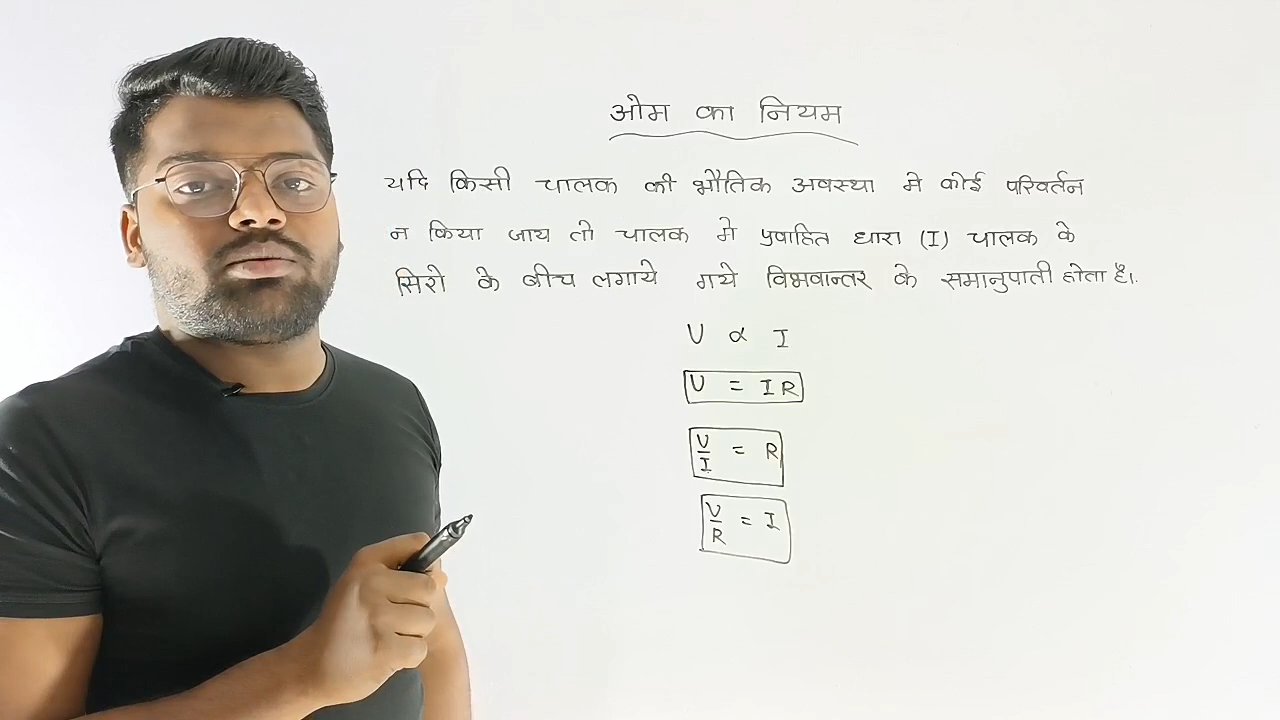 ओम का नियम
यदि किसी चालक की भौतिक अवस्था मे कोई परिवर्तन
न किया जाय तो चालक मे प्रवाहित धारा (I) चालक के
सिरो के बीच लगाये गये विभवान्तर के समानुपाती होता है।
V ∝ I
V = IR
V/I = R
V/R = I